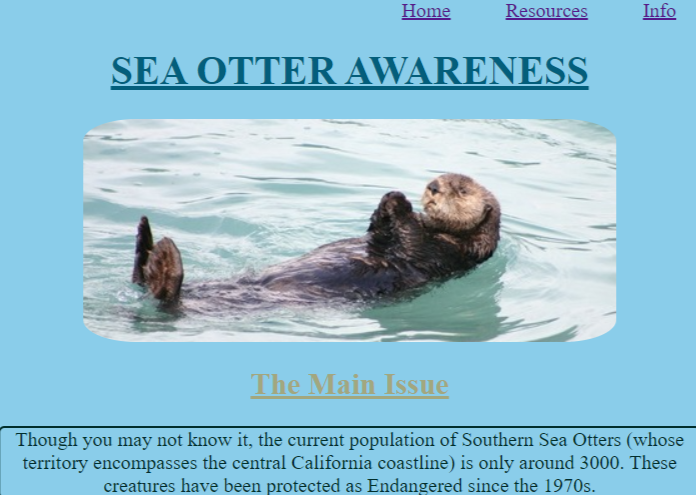 Home Resources Info
SEA OTTER AWARENESS
The Main Issue
Though you may not know it, the current population of Southern Sea Otters (whose
territory encompasses the central California coastline) is only around 3000. These
creatures have been protected as Endangered since the 1970s.